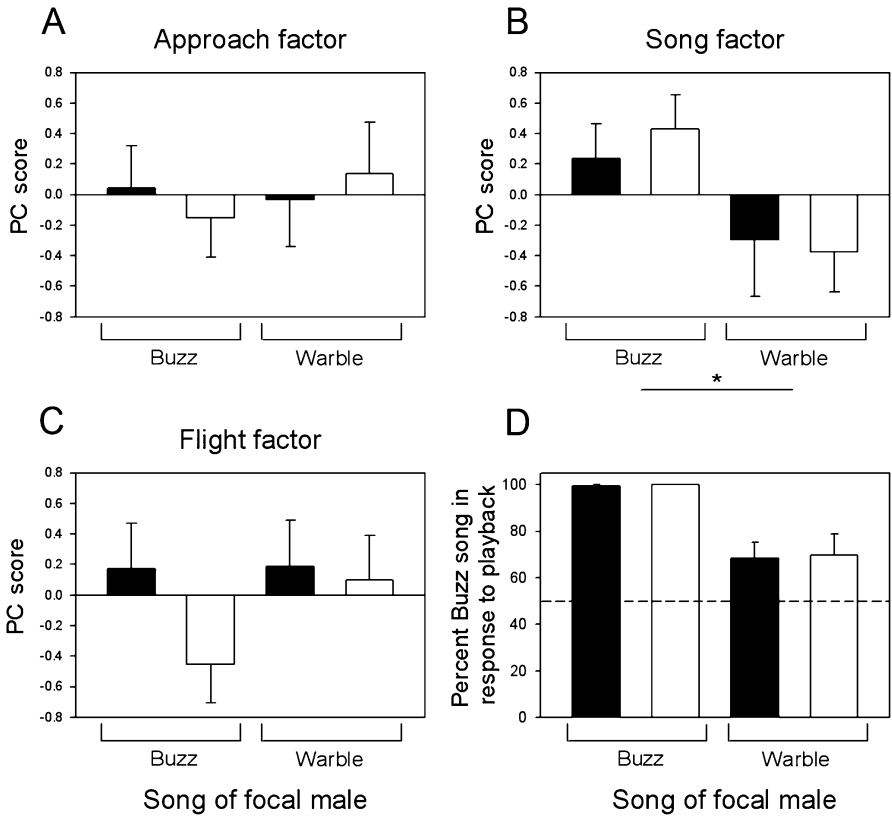 A
Approach factor
PC score
0.8
0.6
0.4
0.2
0.0
-0.2
-0.4
-0.6
-0.8
Buzz
Warble
B
Song factor
PC score
0.8
0.6
0.4
0.2
0.0
-0.2
-0.4
-0.6
-0.8
Buzz
Warble
*
C
Flight factor
PC score
0.8
0.6
0.4
0.2
0.0
-0.2
-0.4
-0.6
-0.8
Buzz
Warble
Song of focal male
D
Percent Buzz song in
response to playback
100
80
60
40
20
0
Buzz
Warble
Song of focal male